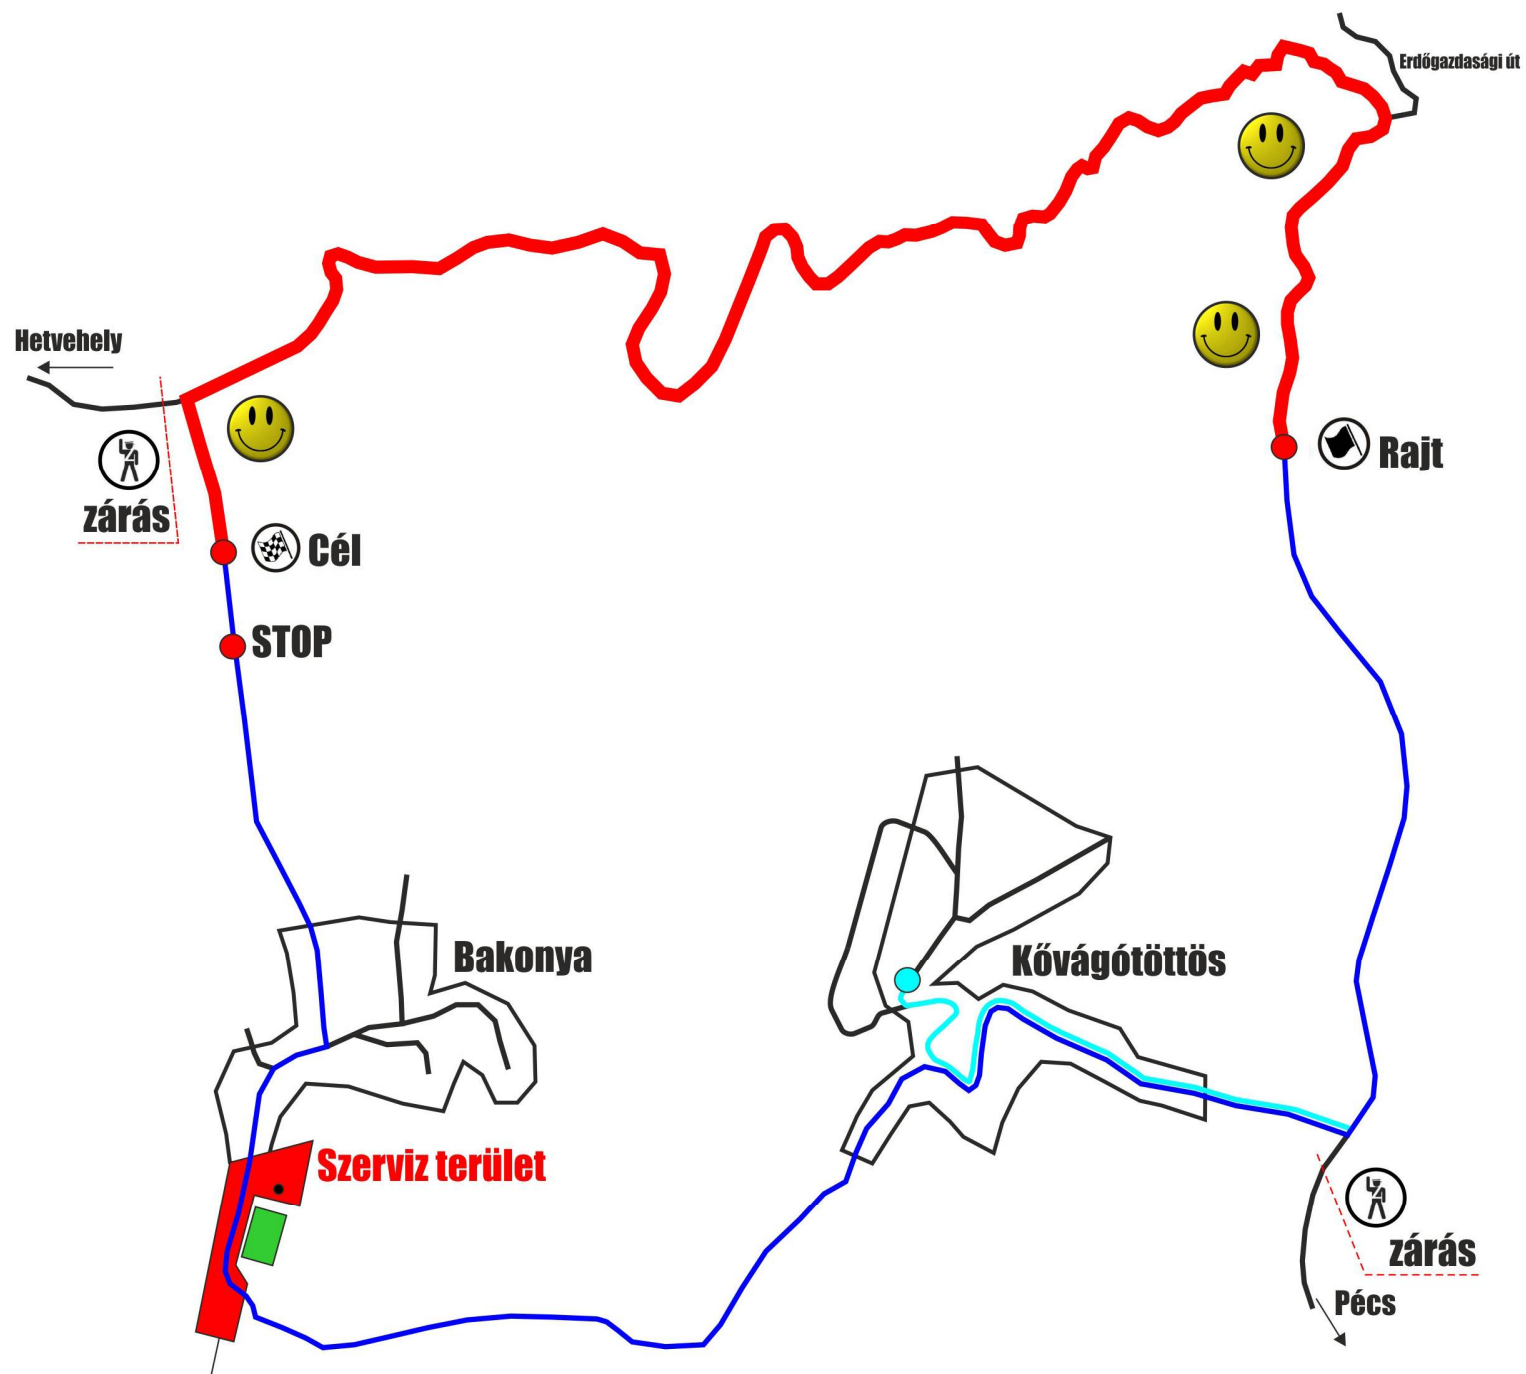 Erdőgazdasági út
Hetvehely
Rajt
zárás
Cél
STOP
Bakonya
Kővágótöttös
Szerviz terület
zárás
Pécs